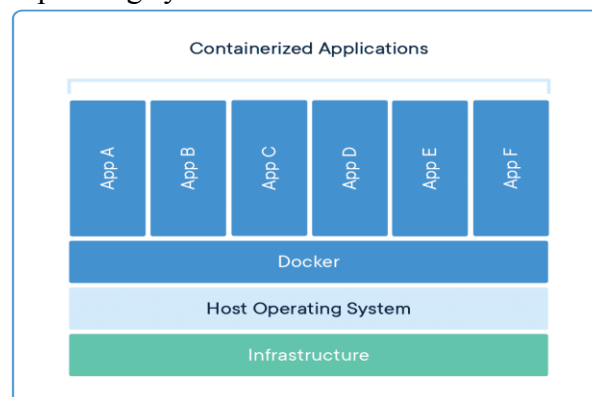 Containerized Applications
App A
App B
App C
App D
App E
App F
Docker
Host Operating System
Infrastructure